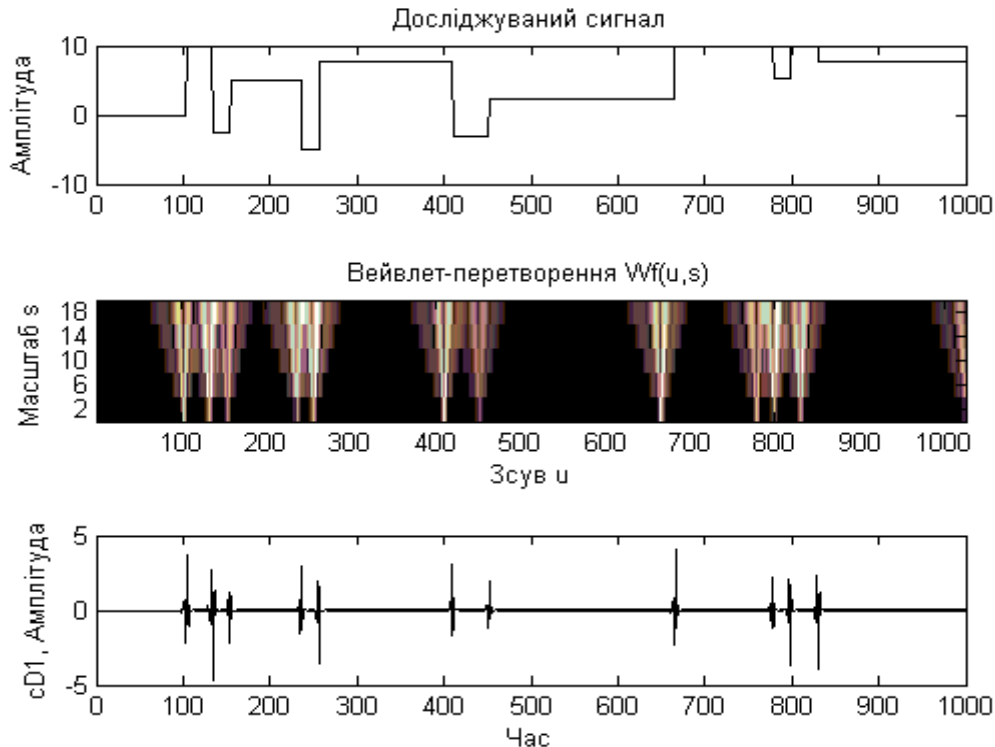 Досліджуваний сигнал
Амплітуда
10
0
-10
0 100 200 300 400 500 600 700 800 900 1000
Вейвлет-перетворення Wf(u,s)
Масштаб s
18
14
10
6
2
100 200 300 400 500 600 700 800 900 1000
Зсув u
cD1, Амплітуда
5
0
-5
0 100 200 300 400 500 600 700 800 900 1000
Час